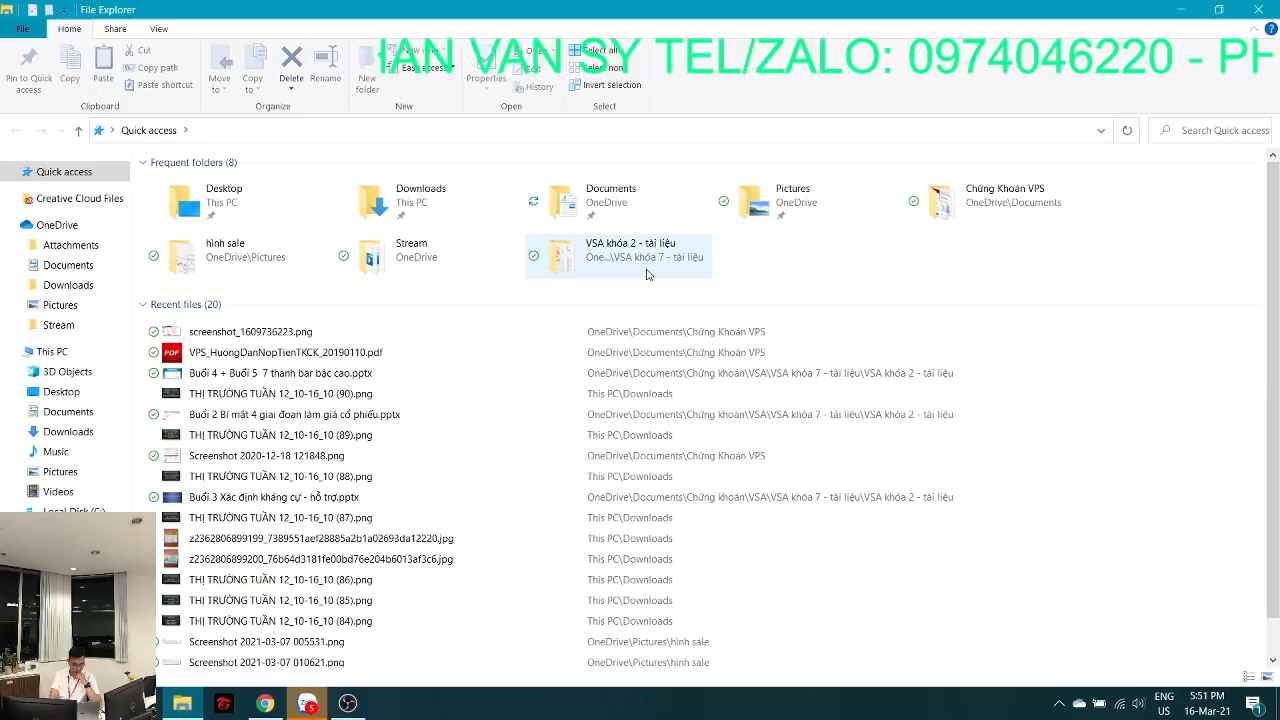 File Explorer
File Home Share View
VAN SY TEL/ZALO: 0974046220 - PH
Pin to Quick access
Copy
Paste
Cut
Copy path
Paste shortcut
Clipboard
Move to
Copy to
Delete
Rename
Organize
New folder
New
Properties
History
Open
Select all
Select none
Invert selection
Select
Quick access
Search Quick access
Quick access
Creative Cloud Files
OneDrive
Attachments
Documents
Downloads
Pictures
Stream
This PC
3D Objects
Desktop
Documents
Downloads
Music
Pictures
Videos
Frequent folders (8)
Desktop
This PC
Downloads
This PC
Documents
OneDrive
Pictures
OneDrive
Chứng Khoán VPS
OneDrive\Documents
hình sale
OneDrive\Pictures
Stream
OneDrive
VSA khóa 2 - tài liệu
One...\VSA khóa 7 - tài liệu
Recent files (20)
screenshot_1609736223.png OneDrive\Documents\Chứng Khoán VPS
PDF VPS_HuongDanNopTienTKCK_20190110.pdf OneDrive\Documents\Chứng Khoán VPS
Buổi 4 + Buổi 5 7 thanh bar bậc cao.pptx OneDrive\Documents\Chứng khoán\VSA\VSA khóa 7 - tài liệu\VSA khóa 2 - tài liệu
THỊ TRƯỜNG TUẦN 12_10-16_10 (90).png This PC\Downloads
Buổi 2 Bí mật 4 giai đoạn làm giá cổ phiếu.pptx OneDrive\Documents\Chứng khoán\VSA\VSA khóa 7 - tài liệu\VSA khóa 2 - tài liệu
THỊ TRƯỜNG TUẦN 12_10-16_10 (89).png This PC\Downloads
Screenshot 2020-12-18 121848.png OneDrive\Documents\Chứng Khoán VPS
THỊ TRƯỜNG TUẦN 12_10-16_10 (88).png This PC\Downloads
Buổi 3 Xác định kháng cự - hỗ trợ.pptx OneDrive\Documents\Chứng khoán\VSA\VSA khóa 7 - tài liệu\VSA khóa 2 - tài liệu
THỊ TRƯỜNG TUẦN 12_10-16_10 (87).png This PC\Downloads
z2362806899199_7389551aef28885a2b1a02693da12220.jpg This PC\Downloads
z2362806899200_76b64d3181fe00bd76e204b6013af3c6.jpg This PC\Downloads
THỊ TRƯỜNG TUẦN 12_10-16_10 (86).png This PC\Downloads
THỊ TRƯỜNG TUẦN 12_10-16_10 (85).png This PC\Downloads
THỊ TRƯỜNG TUẦN 12_10-16_10 (84).png This PC\Downloads
Screenshot 2021-03-07 005531.png OneDrive\Pictures\hình sale
Screenshot 2021-03-07 010621.png OneDrive\Pictures\hình sale
5
ENG
US
5:51 PM
16-Mar-21
1